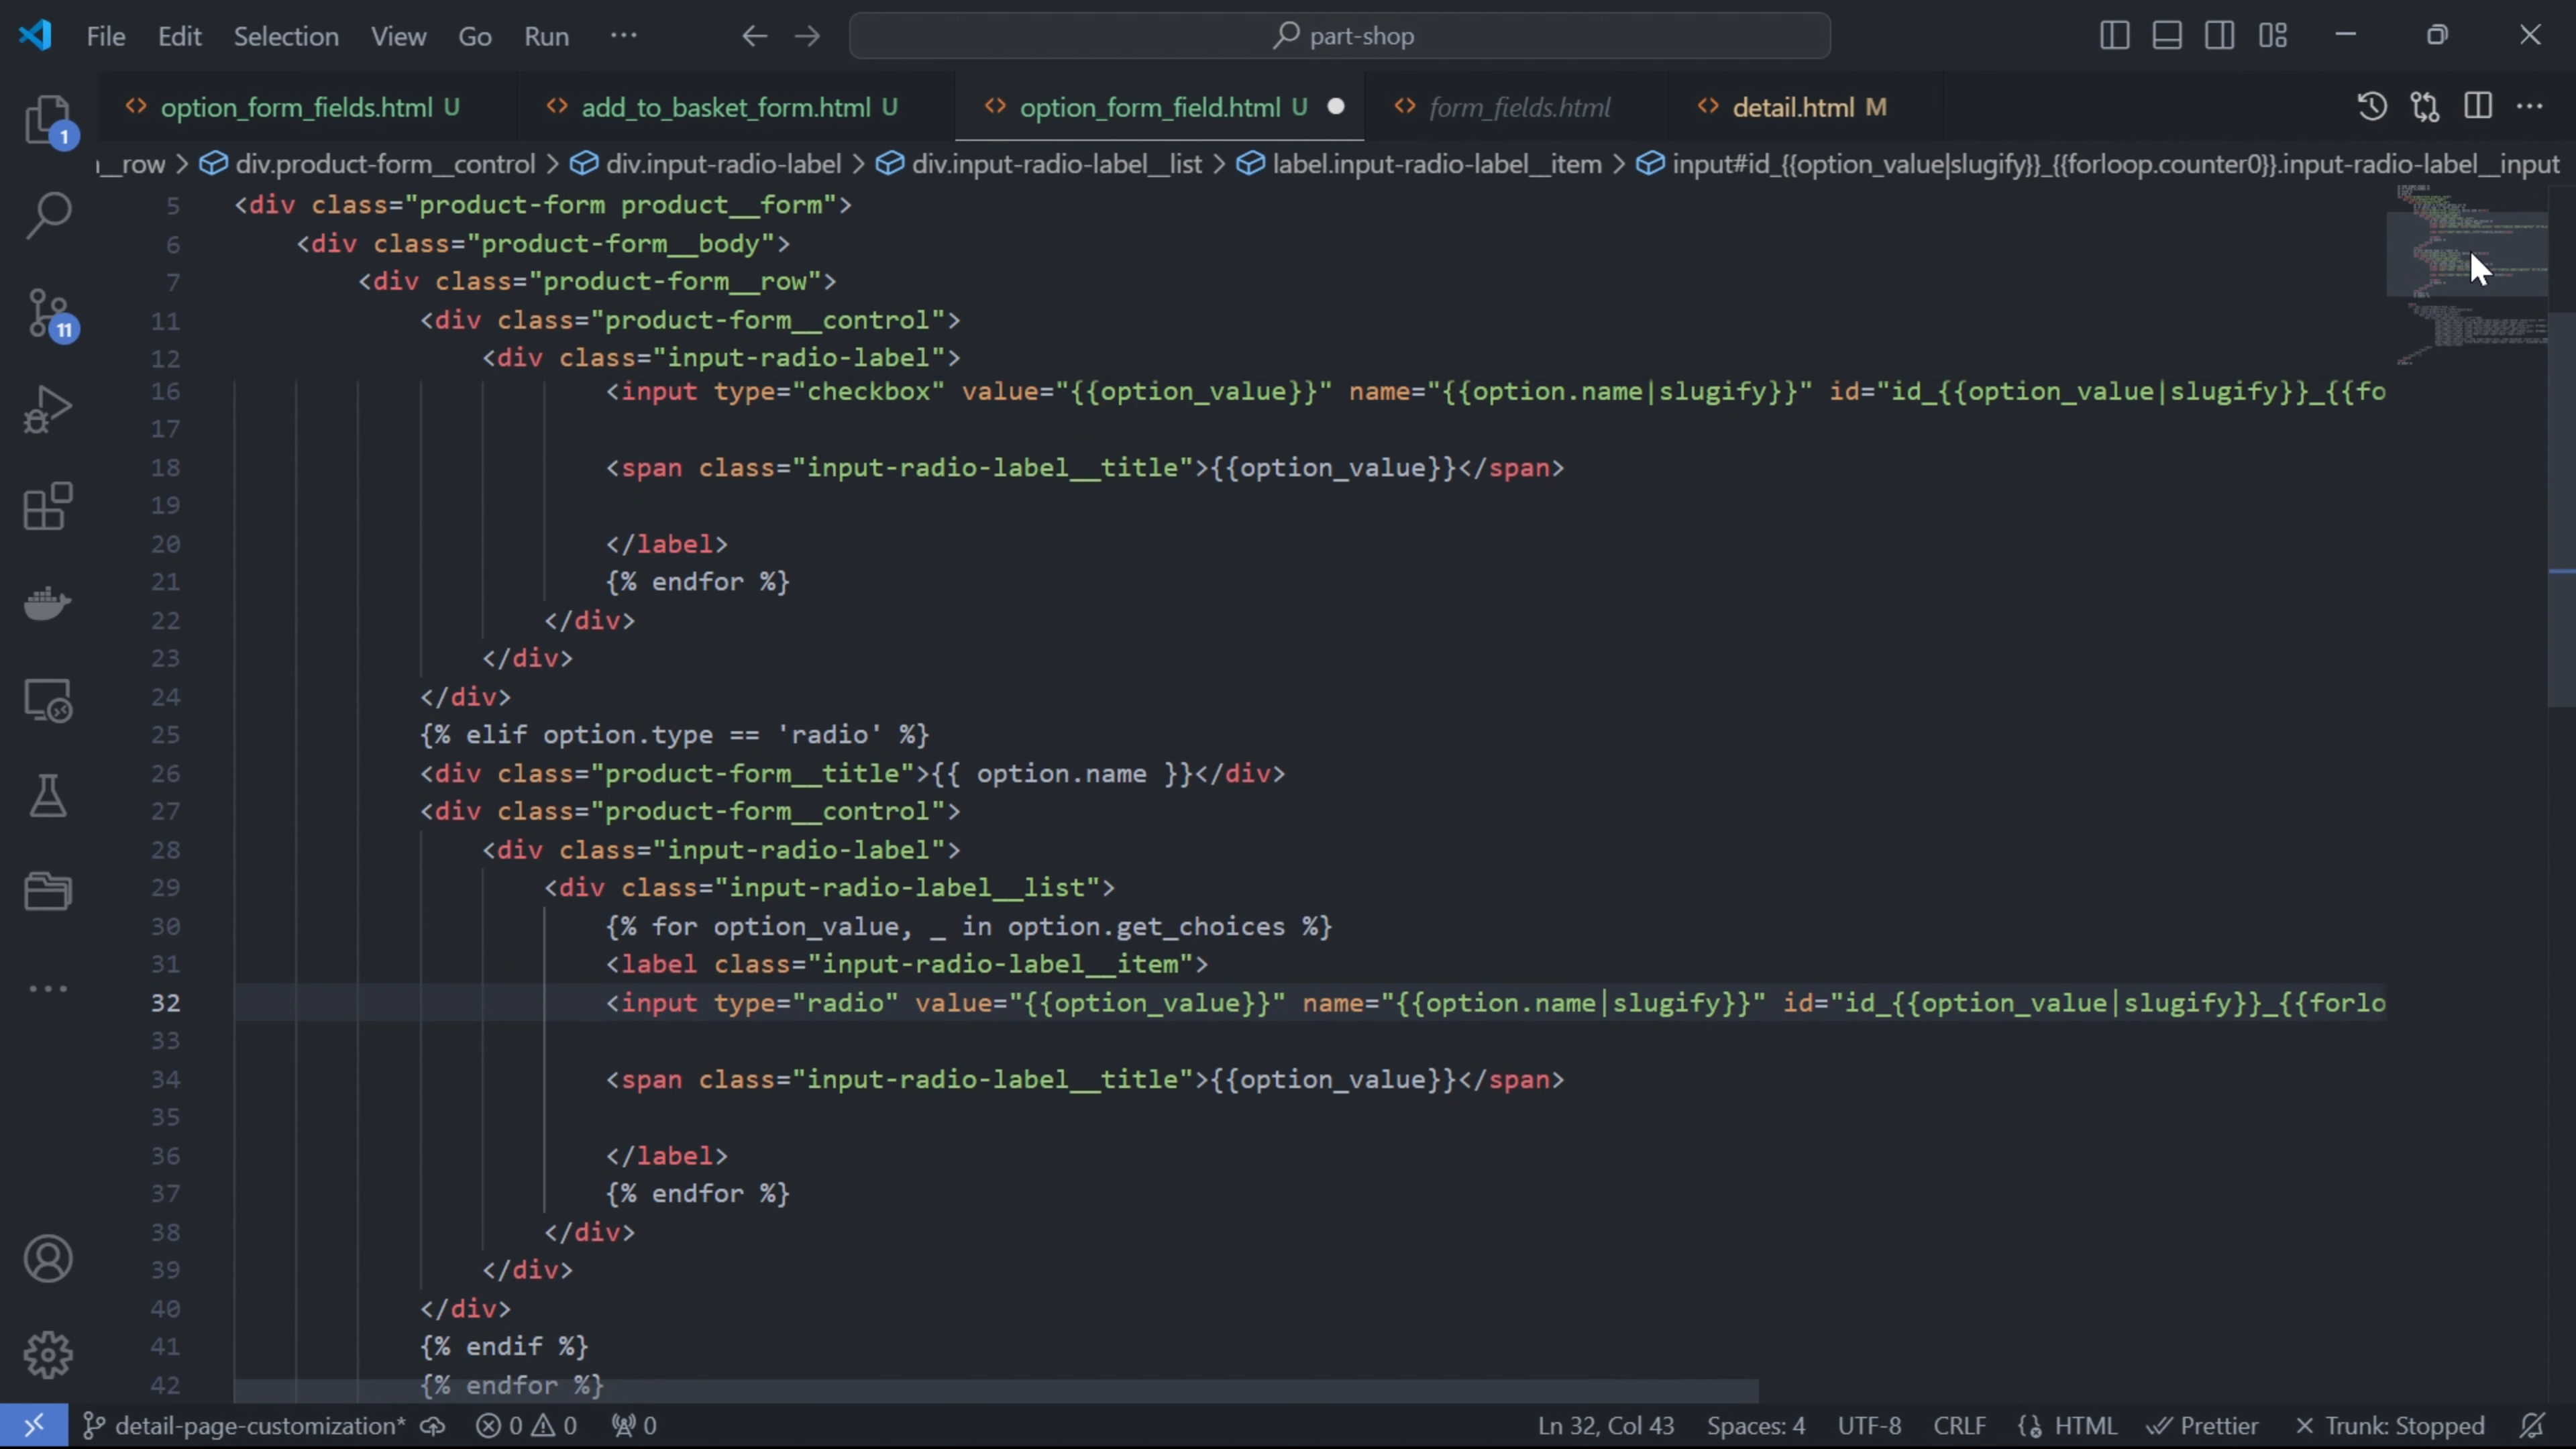 File Edit Selection View Go Run ··· part-shop
option_form_fields.html U add_to_basket_form.html U option_form_field.html U form_fields.html detail.html M
__row > div.product-form__control > div.input-radio-label > div.input-radio-label__list > label.input-radio-label__item > input#id_{{option_value|slugify}}_{{forloop.counter0}}.input-radio-label__input
1
11
5 <div class="product-form product__form">
6 <div class="product-form__body">
7 <div class="product-form__row">
11 <div class="product-form__control">
12 <div class="input-radio-label">
16 <input type="checkbox" value="{{option_value}}" name="{{option.name|slugify}}" id="id_{{option_value|slugify}}_{{fo
17
18 <span class="input-radio-label__title">{{option_value}}</span>
19
20 </label>
21 {% endfor %}
22 </div>
23 </div>
24 </div>
25 {% elif option.type == 'radio' %}
26 <div class="product-form__title">{{ option.name }}</div>
27 <div class="product-form__control">
28 <div class="input-radio-label">
29 <div class="input-radio-label__list">
30 {% for option_value, _ in option.get_choices %}
31 <label class="input-radio-label__item">
32 <input type="radio" value="{{option_value}}" name="{{option.name|slugify}}" id="id_{{option_value|slugify}}_{{forlo
33
34 <span class="input-radio-label__title">{{option_value}}</span>
35
36 </label>
37 {% endfor %}
38 </div>
39 </div>
40 </div>
41 {% endif %}
42 {% endfor %}
detail-page-customization* 0 0 0 Ln 32, Col 43 Spaces: 4 UTF-8 CRLF HTML Prettier Trunk: Stopped